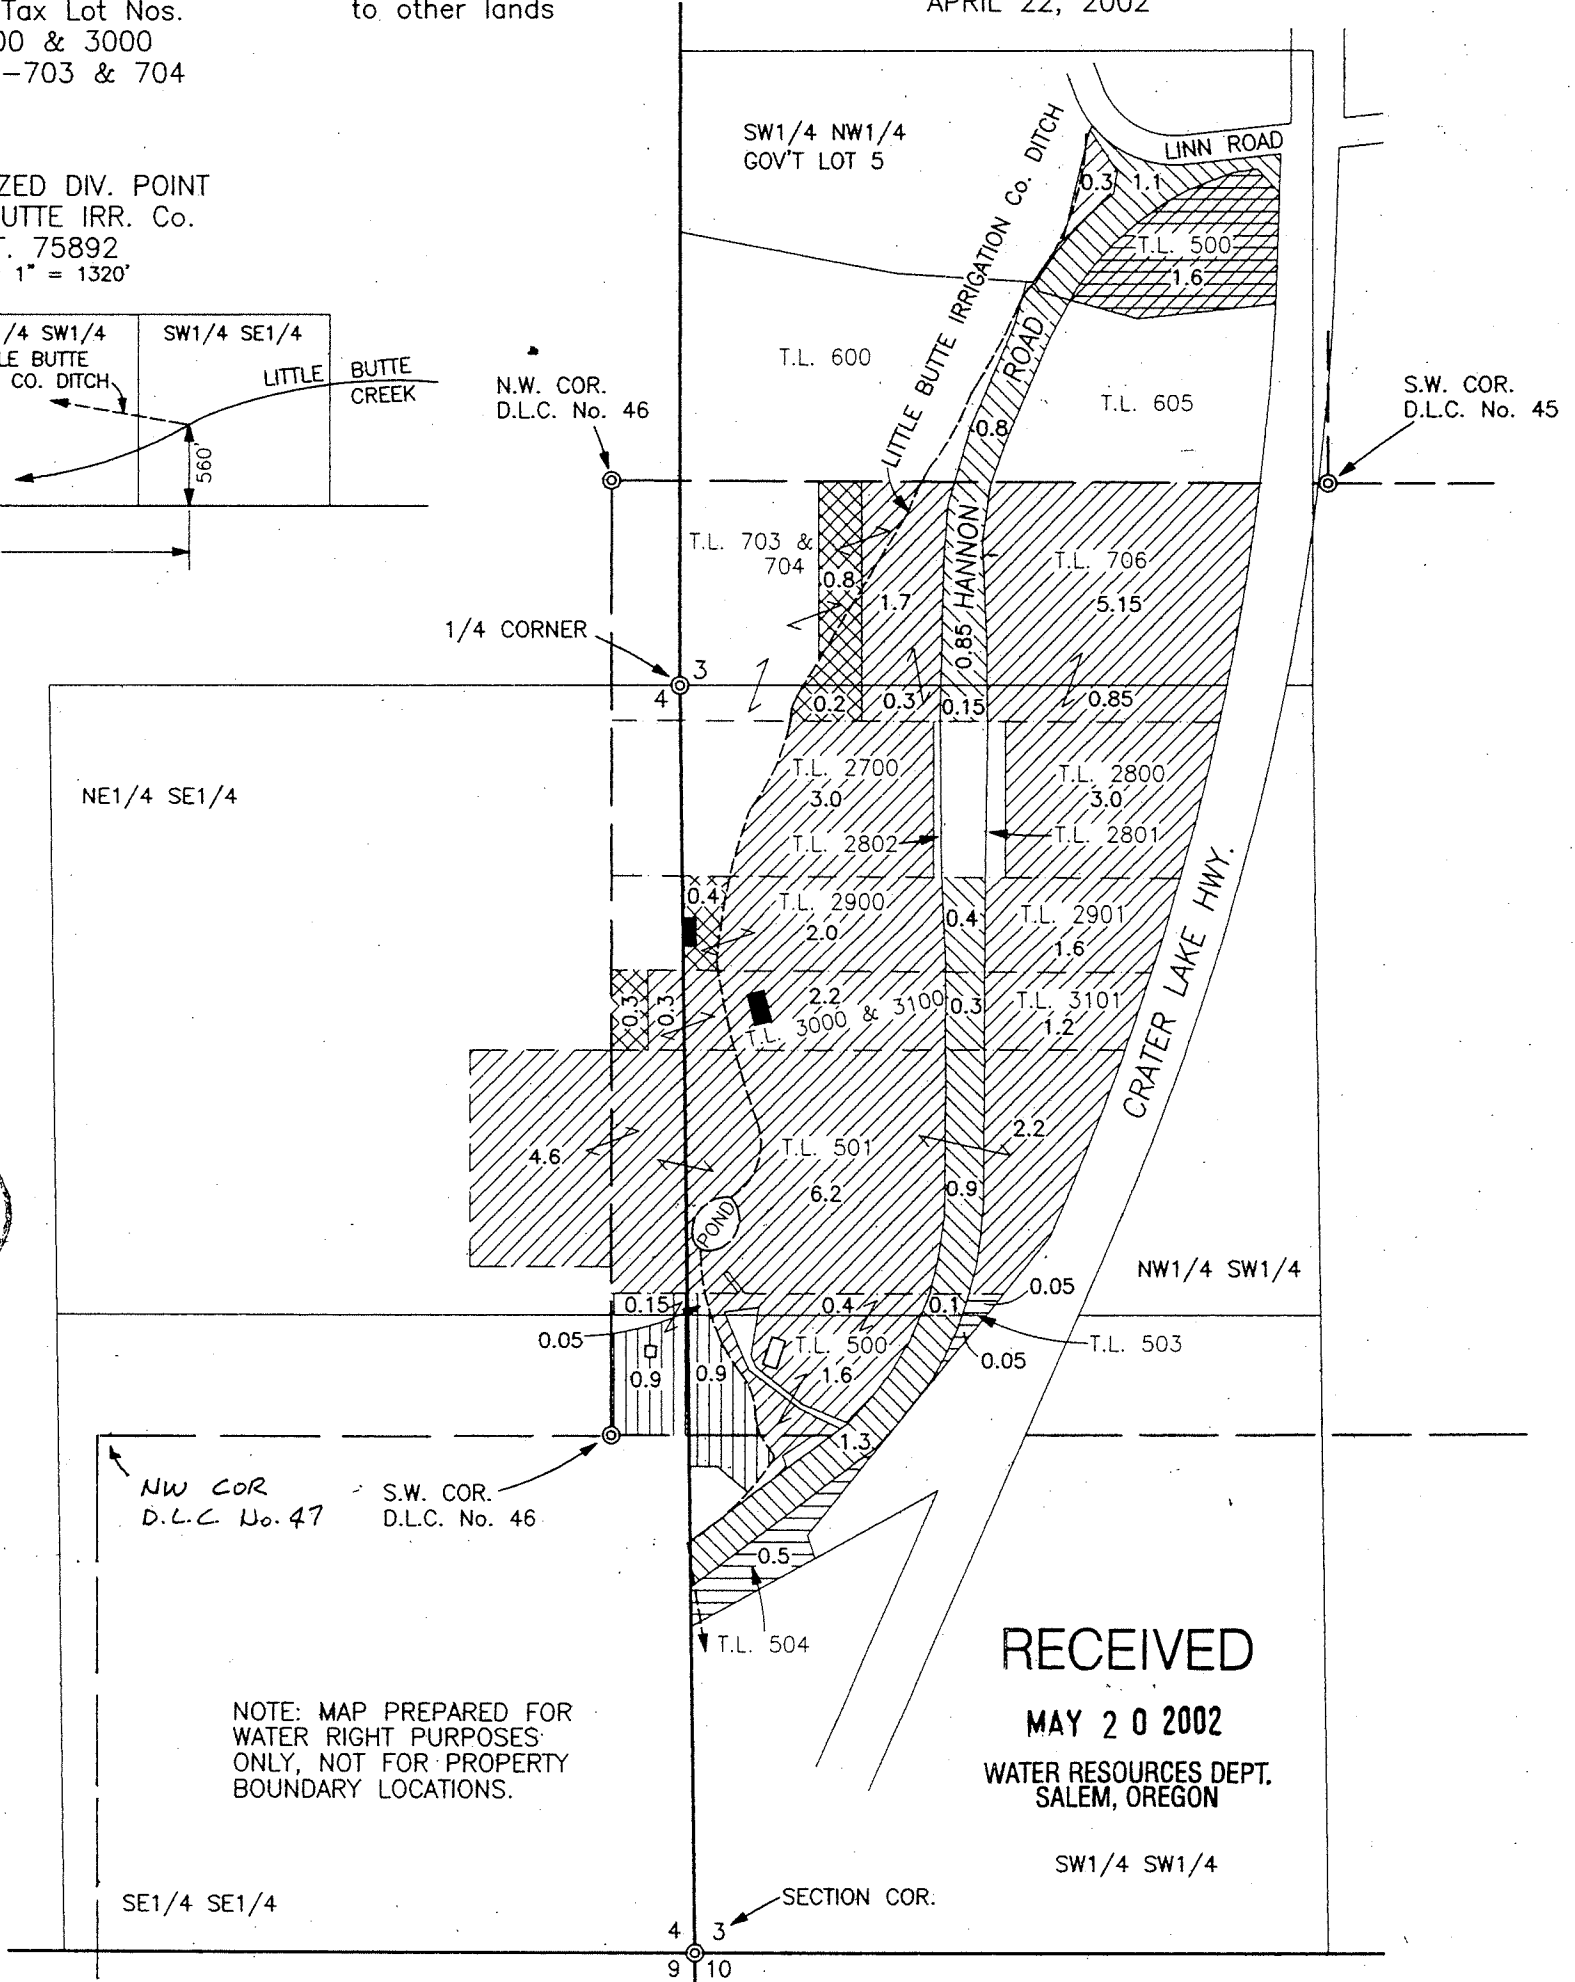 Tax Lot Nos.
00 & 3000
-703 & 704
to other lands
APRIL 22, 2002
ZED DIV. POINT
UTTE IRR. Co.
T. 75892
1" = 1320'
/4 SW1/4
SW1/4 SE1/4
LE BUTTE
CO. DITCH
LITTLE BUTTE
CREEK
560'
SW1/4 NW1/4
GOV'T LOT 5
LITTLE BUTTE IRRIGATION Co. DITCH
LINN ROAD
0.3
1.1
T.L. 500
1.6
T.L. 600
ROAD
T.L. 605
0.8
N.W. COR.
D.L.C. No. 46
S.W. COR.
D.L.C. No. 45
T.L. 703 &
704
0.8
1.7
HANNON
0.85
T.L. 706
5.15
1/4 CORNER
3
4
0.2
0.3
0.15
0.85
NE1/4 SE1/4
T.L. 2700
3.0
T.L. 2800
3.0
T.L. 2802
T.L. 2801
0.4
T.L. 2900
2.0
0.4
T.L. 2901
1.6
CRATER LAKE HWY.
0.3
0.3
2.2
T.L. 3000 & 3100
0.3
T.L. 3101
1.2
4.6
T.L. 501
6.2
2.2
0.9
POND
NW1/4 SW1/4
0.15
0.4
0.1
0.05
0.05
T.L. 503
0.05
T.L. 500
1.6
0.9
0.9
1.3
NW COR
D.L.C. No. 47
S.W. COR.
D.L.C. No. 46
0.5
T.L. 504
RECEIVED
MAY 20 2002
WATER RESOURCES DEPT.
SALEM, OREGON
NOTE: MAP PREPARED FOR
WATER RIGHT PURPOSES
ONLY, NOT FOR PROPERTY
BOUNDARY LOCATIONS.
SW1/4 SW1/4
SE1/4 SE1/4
SECTION COR.
4 3
9 10